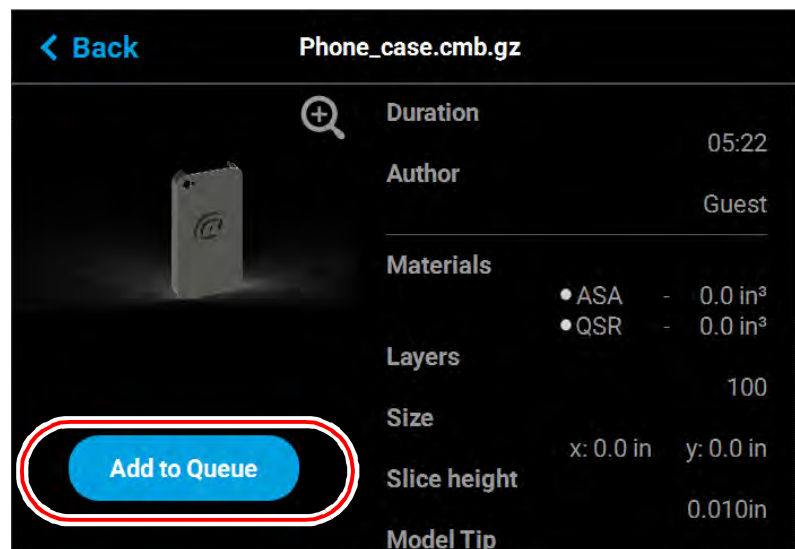 Back
Phone_case.cmb.gz
Duration
05:22
Author
Guest
Materials
● ASA - 0.0 in³
● QSR - 0.0 in³
Layers
100
Size
x: 0.0 in y: 0.0 in
Slice height
0.010in
Model Tip
Add to Queue